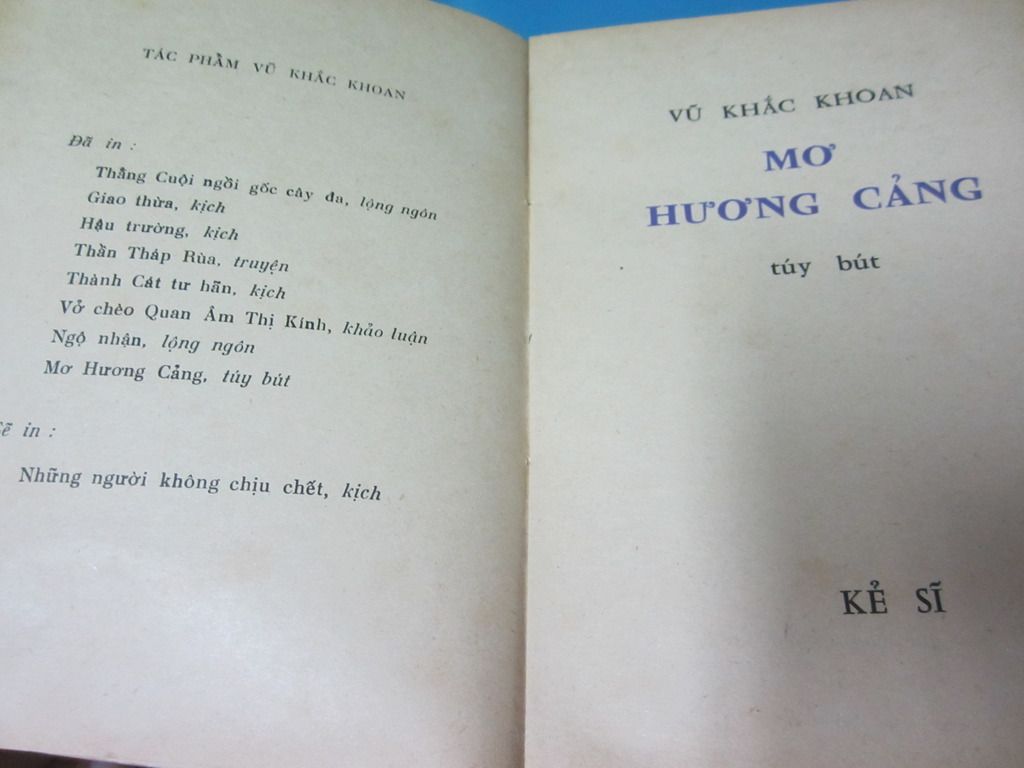 TÁC PHẨM VŨ KHẮC KHOAN
Đã in :
Thằng Cuội ngồi gốc cây đa, lộng ngôn
Giao thừa, kịch
Hậu trường, kịch
Thần Tháp Rùa, truyện
Thành Cát tư hãn, kịch
Vở chèo Quan Âm Thị Kính, khảo luận
Ngộ nhận, lộng ngôn
Mơ Hương Cảng, túy bút
in :
Những người không chịu chết, kịch
VŨ KHẮC KHOAN
MƠ
HƯƠNG CẢNG
túy bút
KẺ SĨ